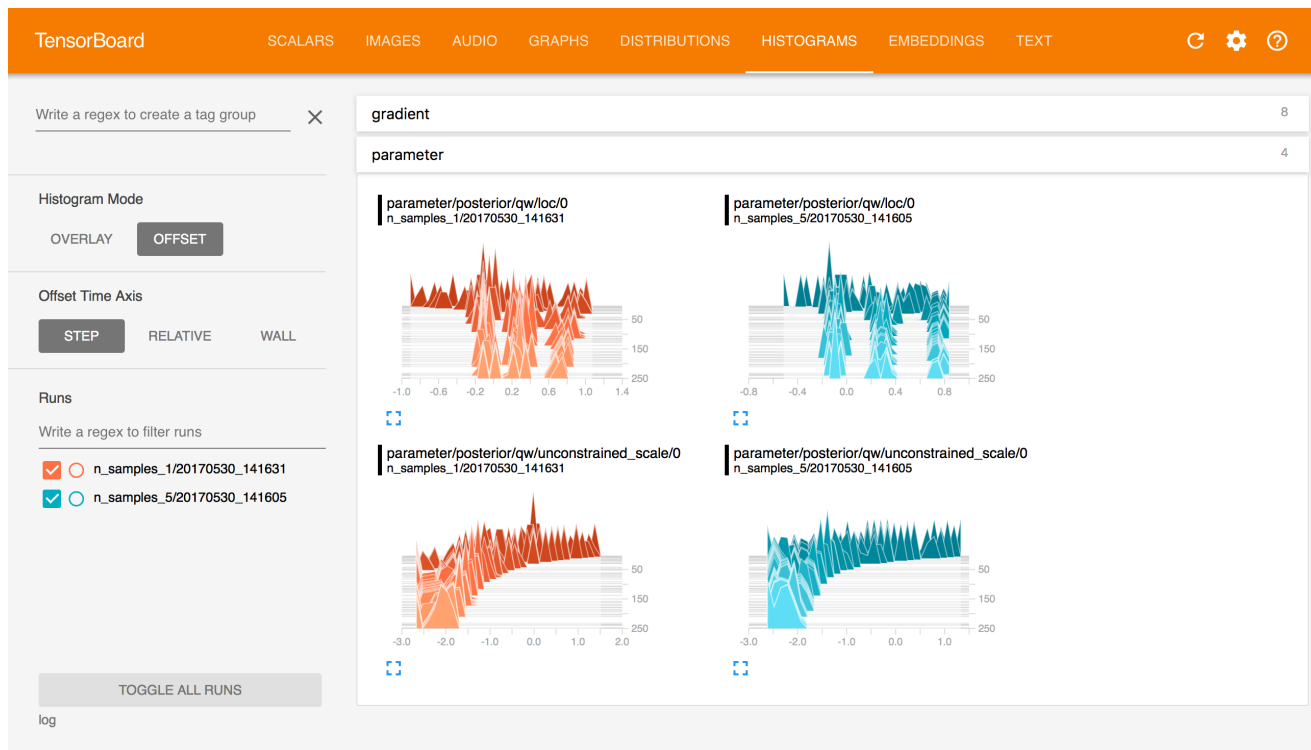 TensorBoard
SCALARS IMAGES AUDIO GRAPHS DISTRIBUTIONS HISTOGRAMS EMBEDDINGS TEXT
Write a regex to create a tag group
gradient 8
parameter 4
Histogram Mode
OVERLAY OFFSET
Offset Time Axis
STEP RELATIVE WALL
Runs
Write a regex to filter runs
n_samples_1/20170530_141631
n_samples_5/20170530_141605
TOGGLE ALL RUNS
log
parameter/posterior/qw/loc/0
n_samples_1/20170530_141631
50
150
250
-1.0 -0.6 -0.2 0.2 0.6 1.0 1.4
parameter/posterior/qw/loc/0
n_samples_5/20170530_141605
50
150
250
-0.8 -0.4 0.0 0.4 0.8
parameter/posterior/qw/unconstrained_scale/0
n_samples_1/20170530_141631
50
150
250
-3.0 -2.0 -1.0 0.0 1.0 2.0
parameter/posterior/qw/unconstrained_scale/0
n_samples_5/20170530_141605
50
150
250
-3.0 -2.0 -1.0 0.0 1.0